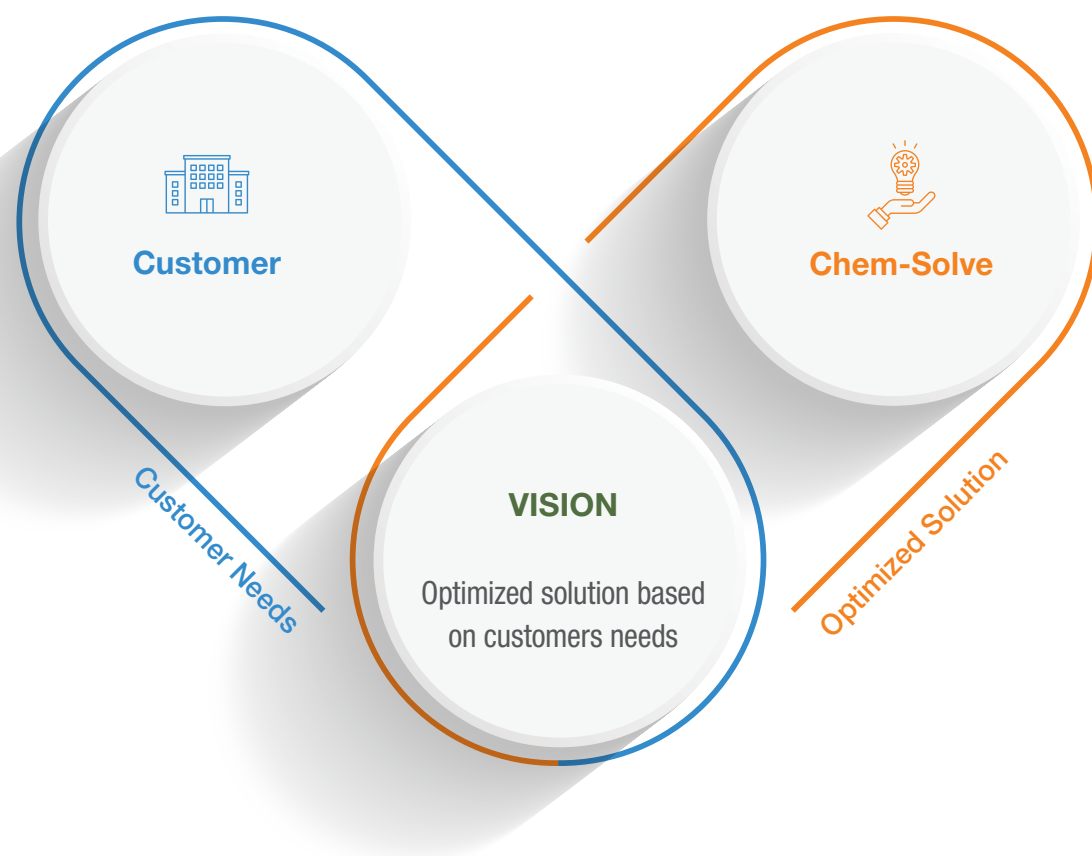 Customer
Chem-Solve
Customer Needs
VISION
Optimized solution based
on customers needs
Optimized Solution